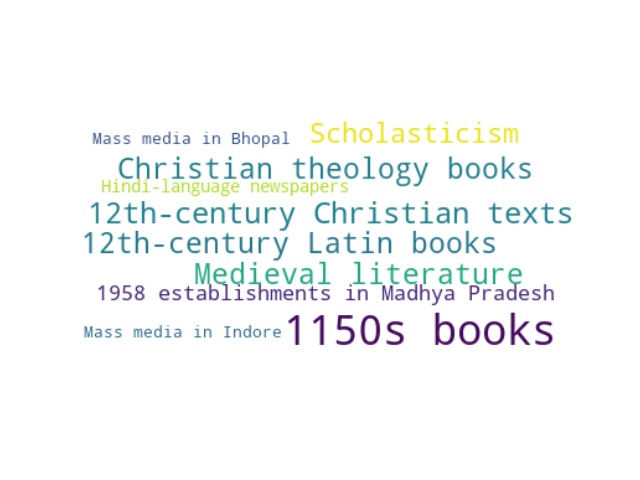 Mass media in Bhopal Scholasticism
Christian theology books
Hindi-language newspapers
12th-century Christian texts
12th-century Latin books
Medieval literature
1958 establishments in Madhya Pradesh
Mass media in Indore 1150s books